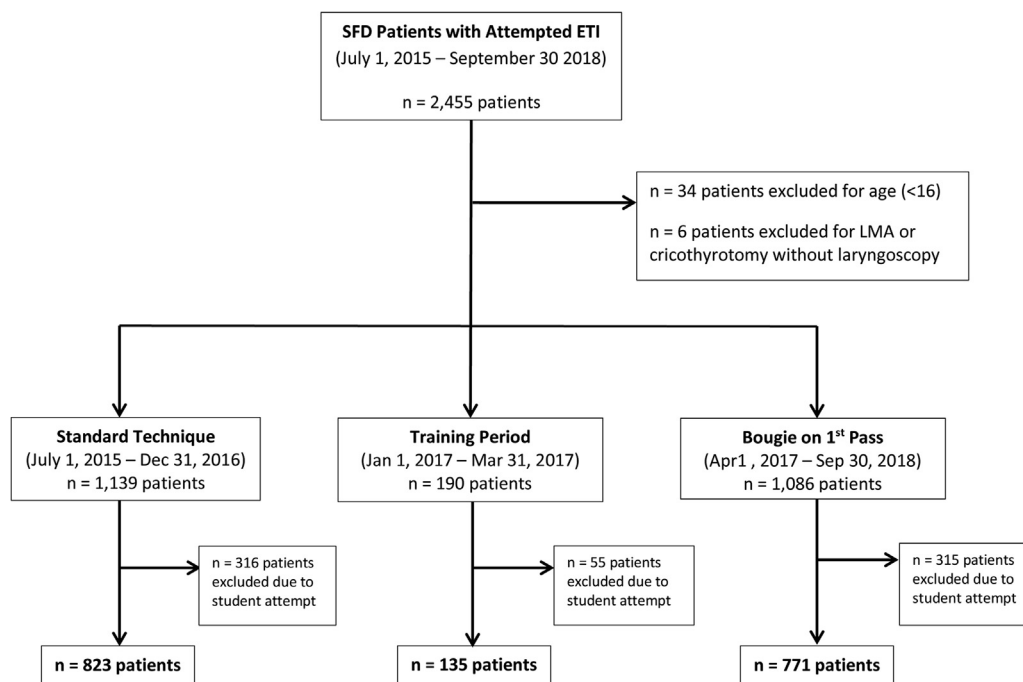 SFD Patients with Attempted ETI
(July 1, 2015 – September 30 2018)
n = 2,455 patients
n = 34 patients excluded for age (<16)
n = 6 patients excluded for LMA or
cricothyrotomy without laryngoscopy
Standard Technique
(July 1, 2015 – Dec 31, 2016)
n = 1,139 patients
Training Period
(Jan 1, 2017 – Mar 31, 2017)
n = 190 patients
Bougie on 1st Pass
(Apr1 , 2017 – Sep 30, 2018)
n = 1,086 patients
n = 316 patients
excluded due to
student attempt
n = 55 patients
excluded due to
student attempt
n = 315 patients
excluded due to
student attempt
n = 823 patients
n = 135 patients
n = 771 patients